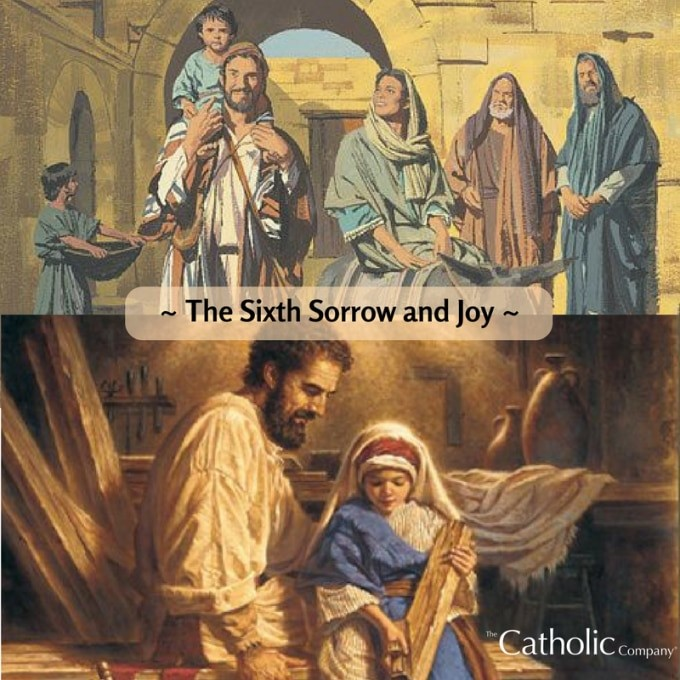 ~ The Sixth Sorrow and Joy ~
The Catholic Company®